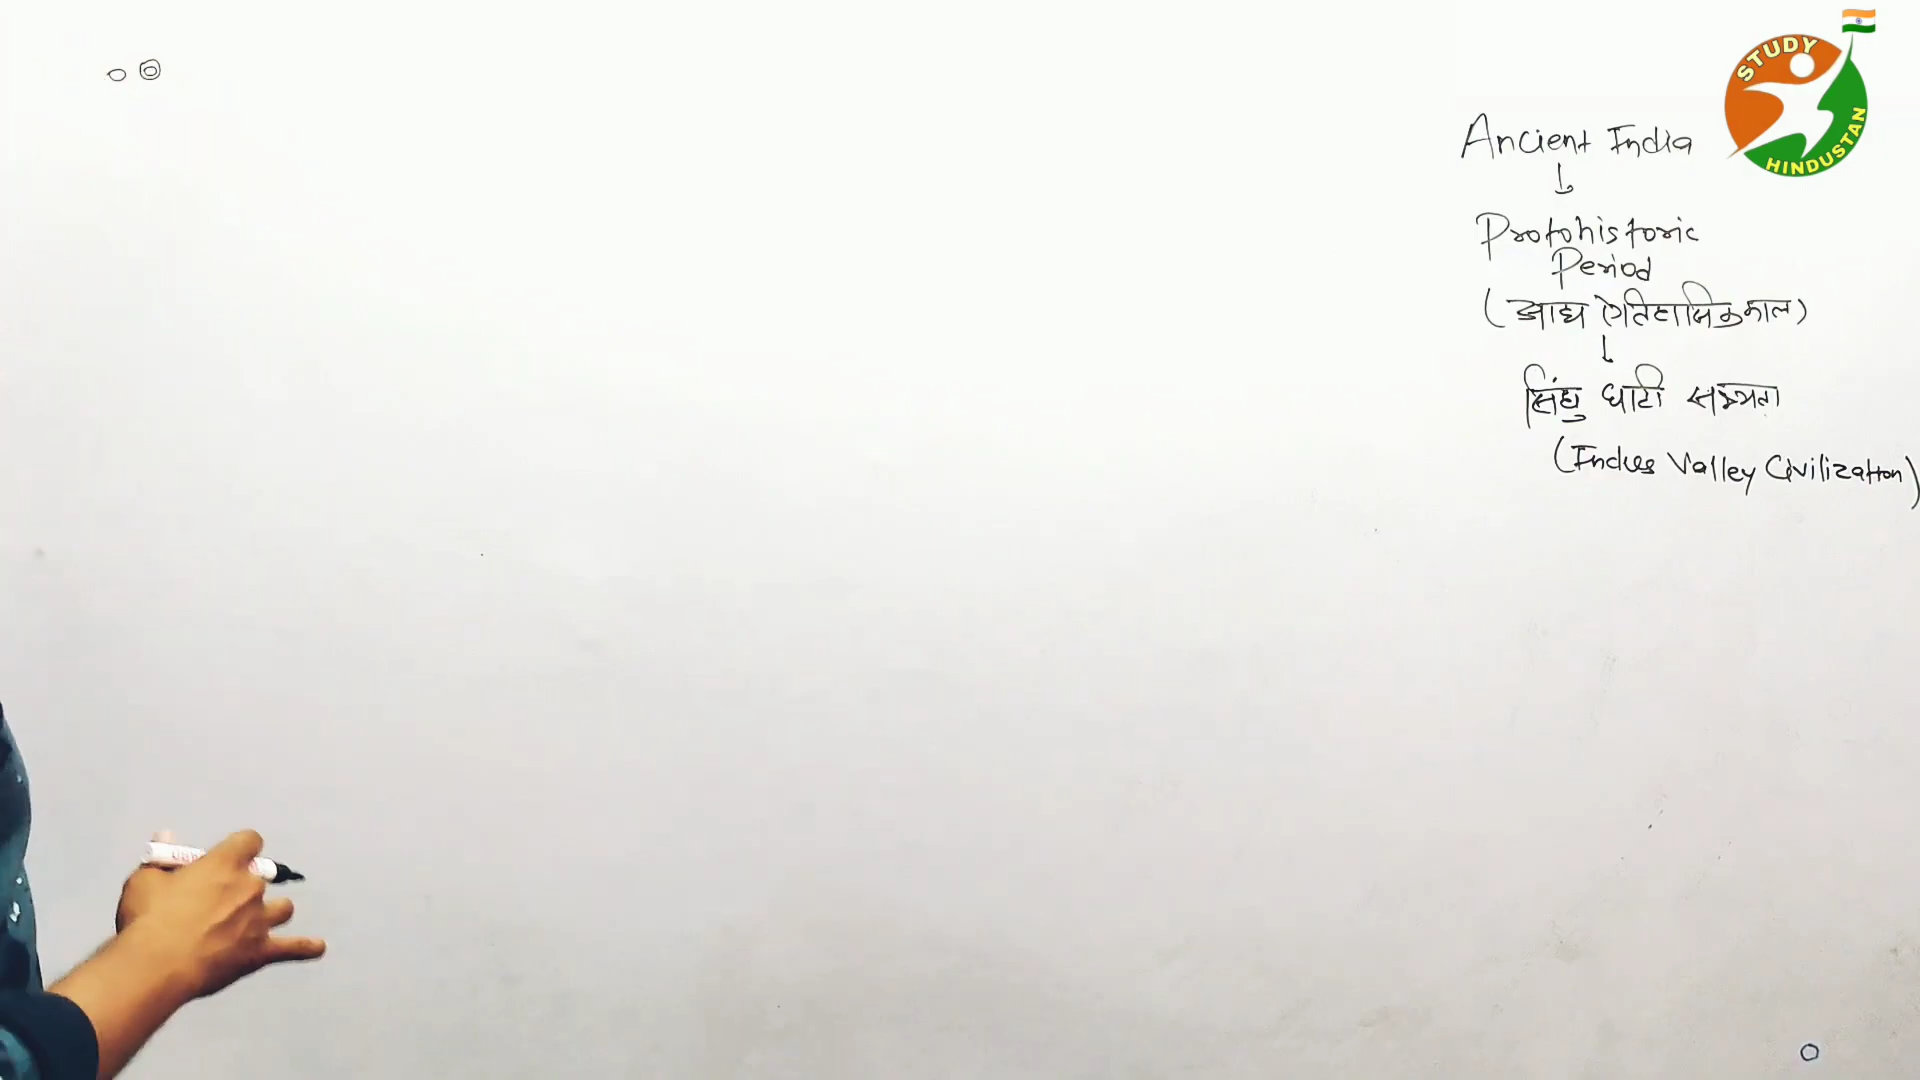 STUDY
HINDUSTAN
Ancient India
Protohistoric
Period
(आद्य ऐतिहासिक काल)
सिंधु घाटी सभ्यता
(Indus Valley Civilization)